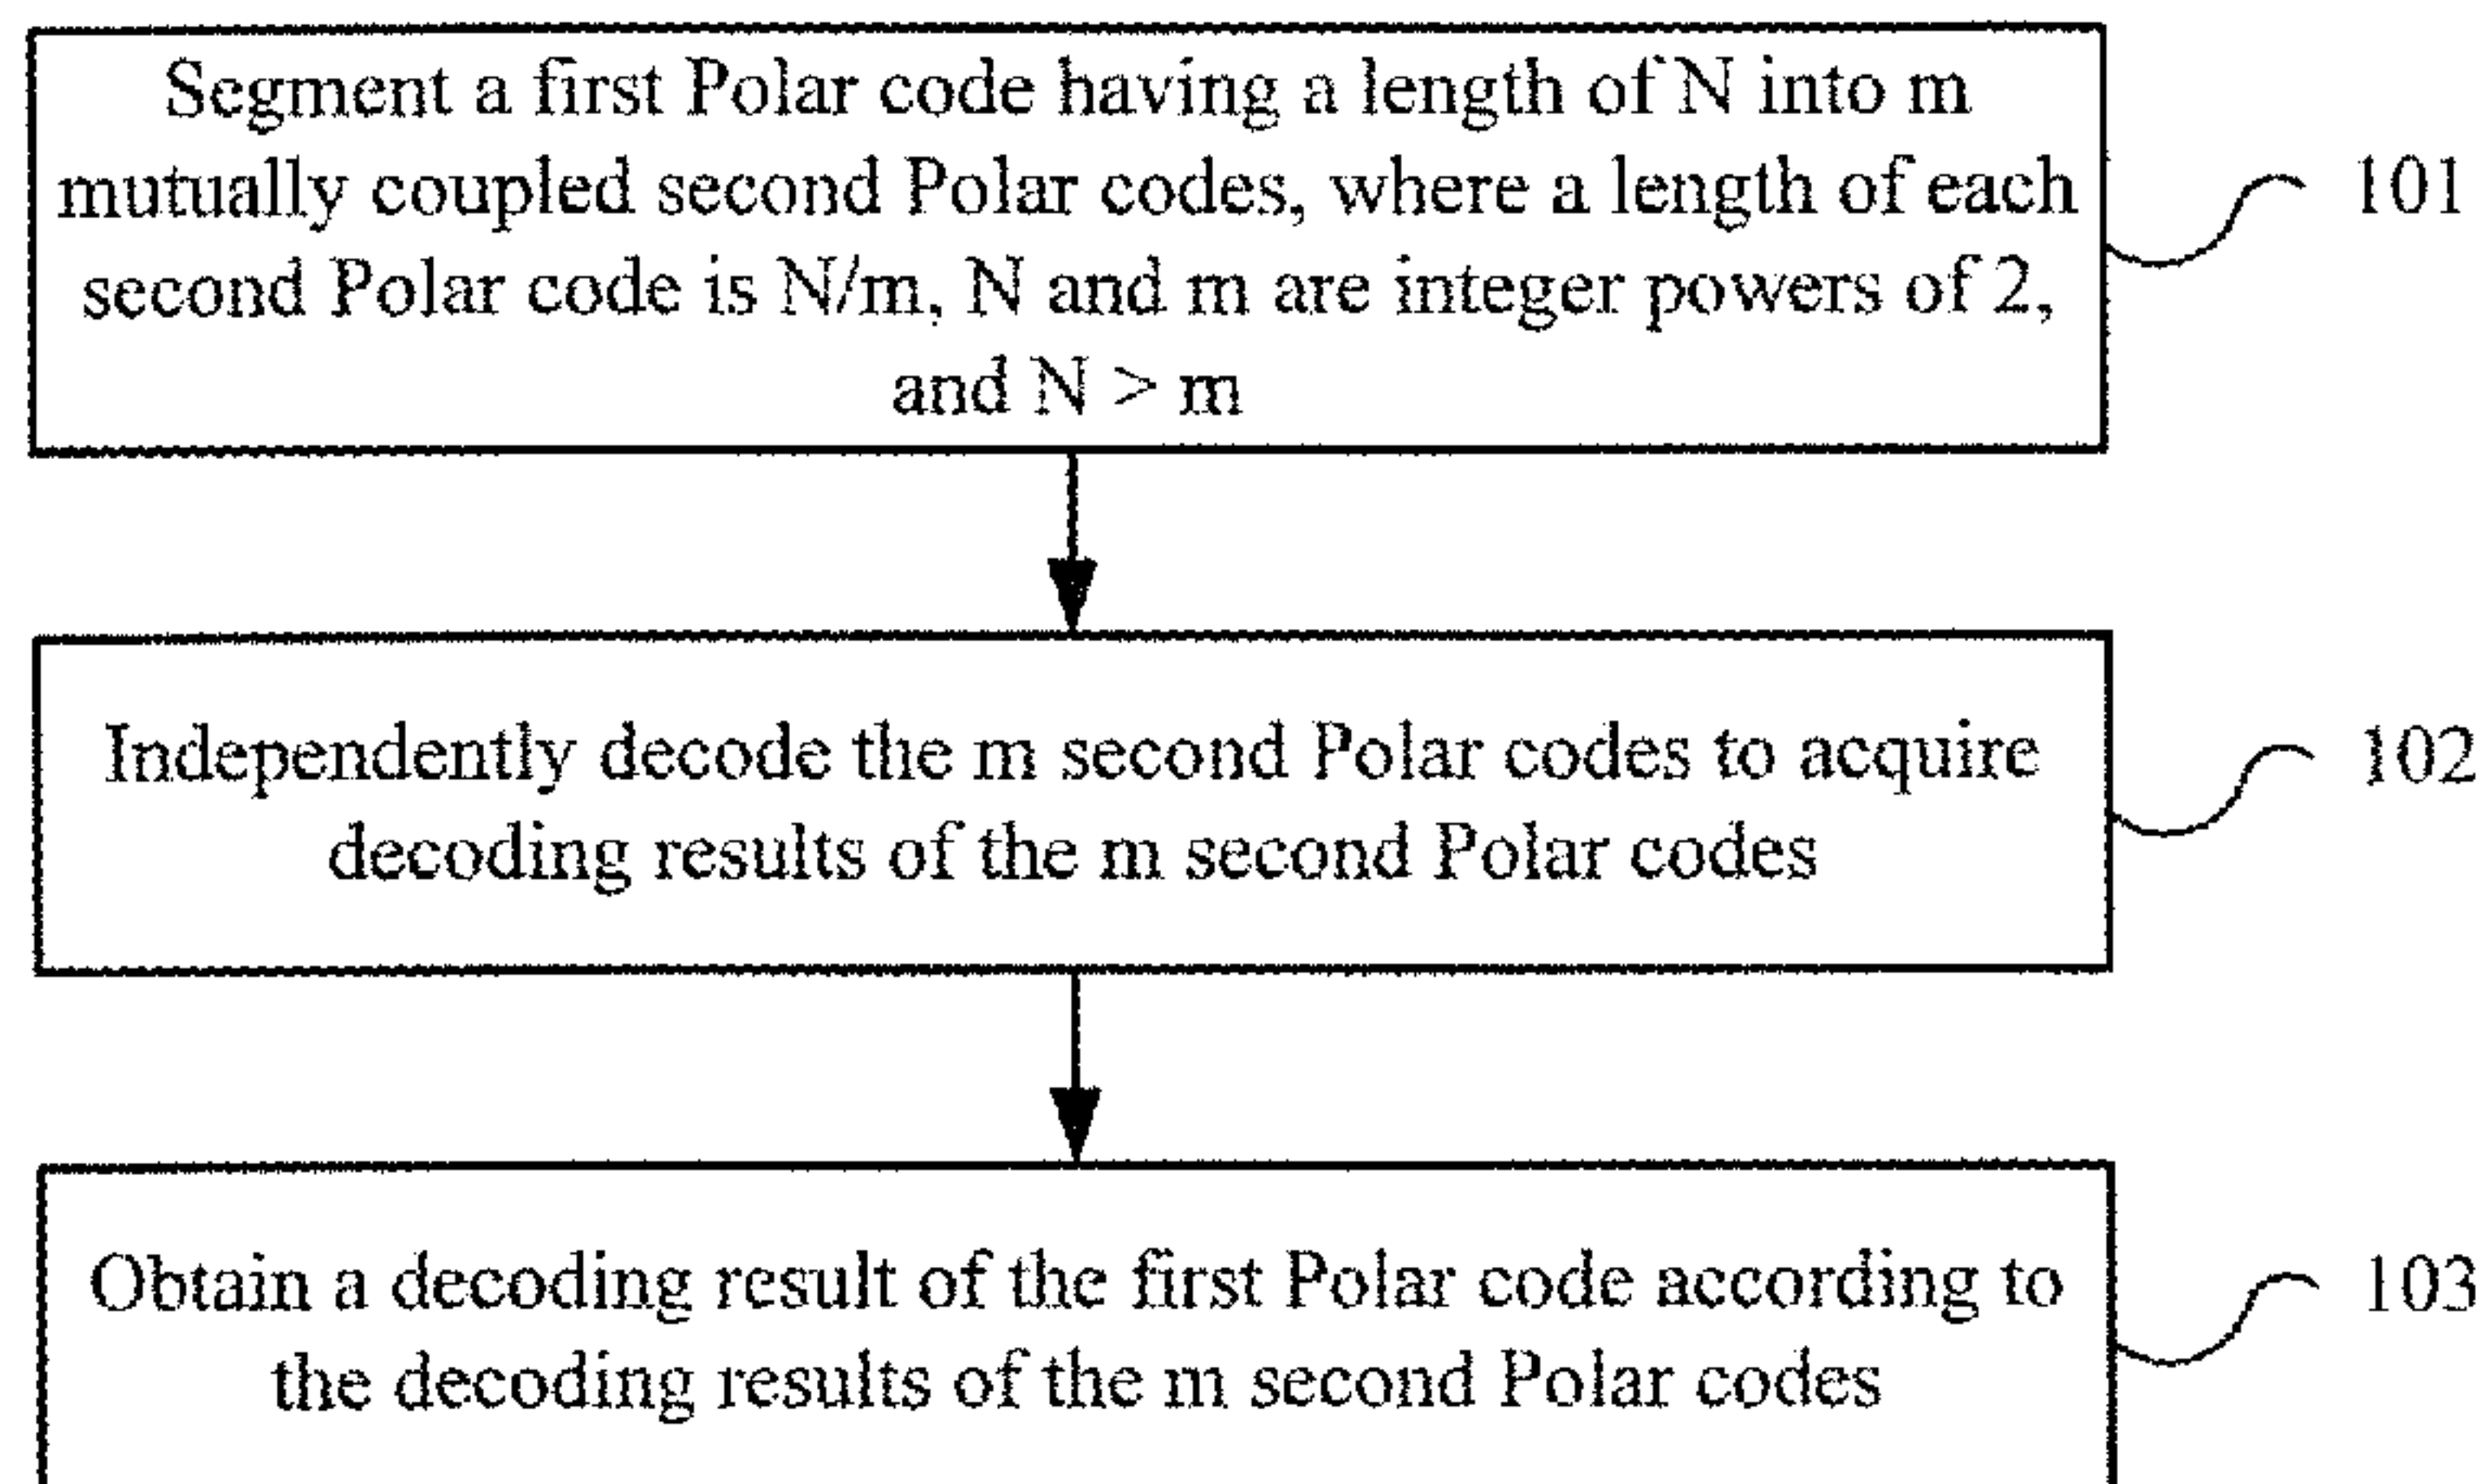 Segment a first Polar code having a length of N into m
mutually coupled second Polar codes, where a length of each
second Polar code is N/m, N and m are integer powers of 2,
and N > m
101
Independently decode the m second Polar codes to acquire
decoding results of the m second Polar codes
102
Obtain a decoding result of the first Polar code according to
the decoding results of the m second Polar codes
103